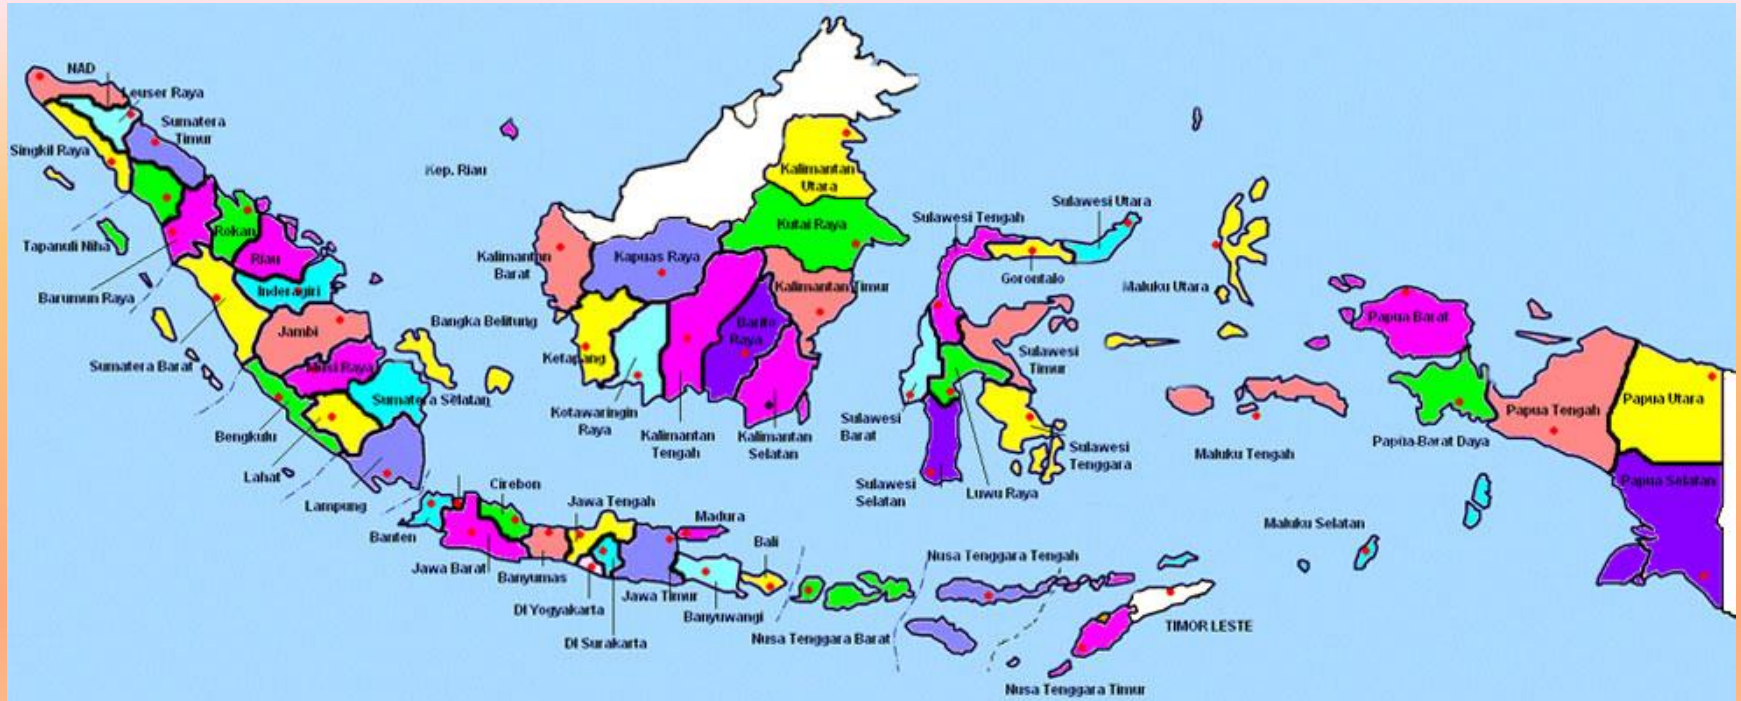 NAD
Leuser Raya
Sumatera
Timur
Singkil Raya
Kep. Riau
Tapanuli Niha
Rokan
Riau
Barumun Raya
Inderagiri
Jambi
Bangka Belitung
Sumatera Barat
Musi Raya
Sumatera Selatan
Bengkulu
Lahat
Lampung
Kalimantan
Utara
Kutai Raya
Kapuas Raya
Kalimantan
Barat
Kalimantan Timur
Barito
Raya
Ketapang
Kotawaringin
Raya
Kalimantan
Tengah
Kalimantan
Selatan
Sulawesi Tengah
Sulawesi Utara
Gorontalo
Sulawesi
Timur
Sulawesi
Barat
Sulawesi
Tenggara
Sulawesi
Selatan
Luwu Raya
Maluku Utara
Maluku Tengah
Maluku Selatan
Papua Barat
Papua Barat Daya
Papua Tengah
Papua Utara
Papua Selatan
Banten
Cirebon
Jawa Barat
Jawa Tengah
Banyumas
DI Yogyakarta
DI Surakarta
Jawa Timur
Madura
Banyuwangi
Bali
Nusa Tenggara Barat
Nusa Tenggara Tengah
Nusa Tenggara Timur
TIMOR LESTE